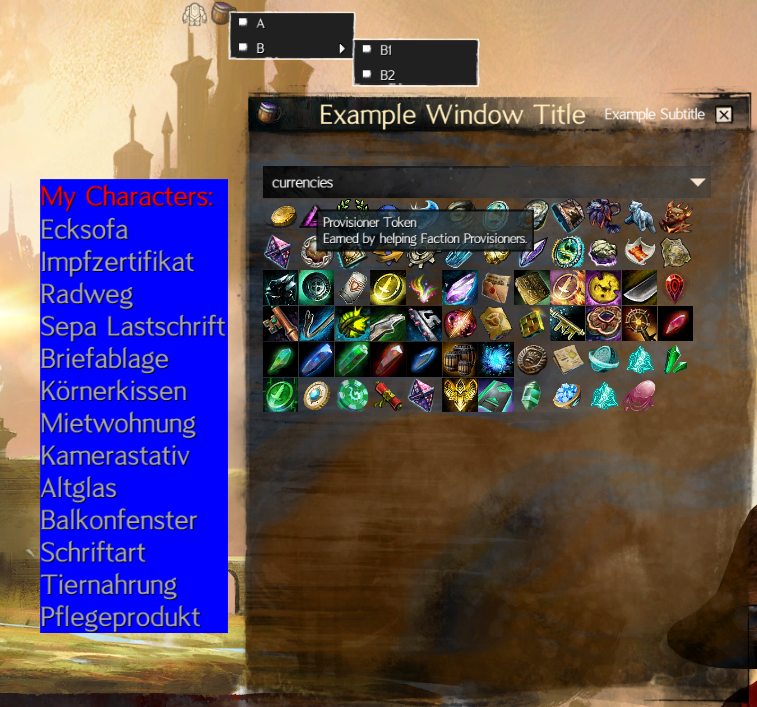 A
B
B1
B2
Example Window Title
Example Subtitle
currencies
Provisioner Token
Earned by helping Faction Provisioners.
My Characters:
Ecksofa
Impfzertifikat
Radweg
Sepa Lastschrift
Briefablage
Körnerkissen
Mietwohnung
Kamerastativ
Altglas
Balkonfenster
Schriftart
Tiernahrung
Pflegeprodukt